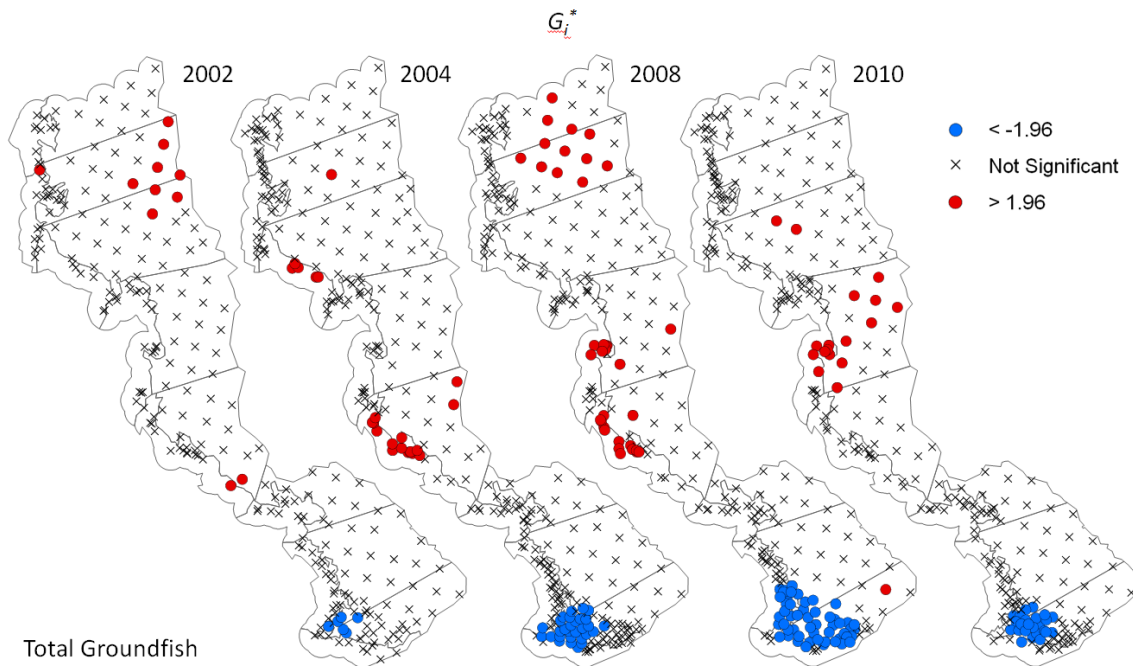 Gᵢ*
2002 2004 2008 2010
< -1.96
Not Significant
> 1.96
Total Groundfish